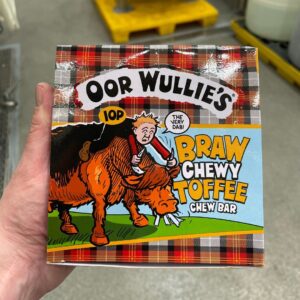 OOR WULLIE'S
10P
THE
VERY
DAB!
BRAW
CHEWY
TOFFEE
CHEW BAR